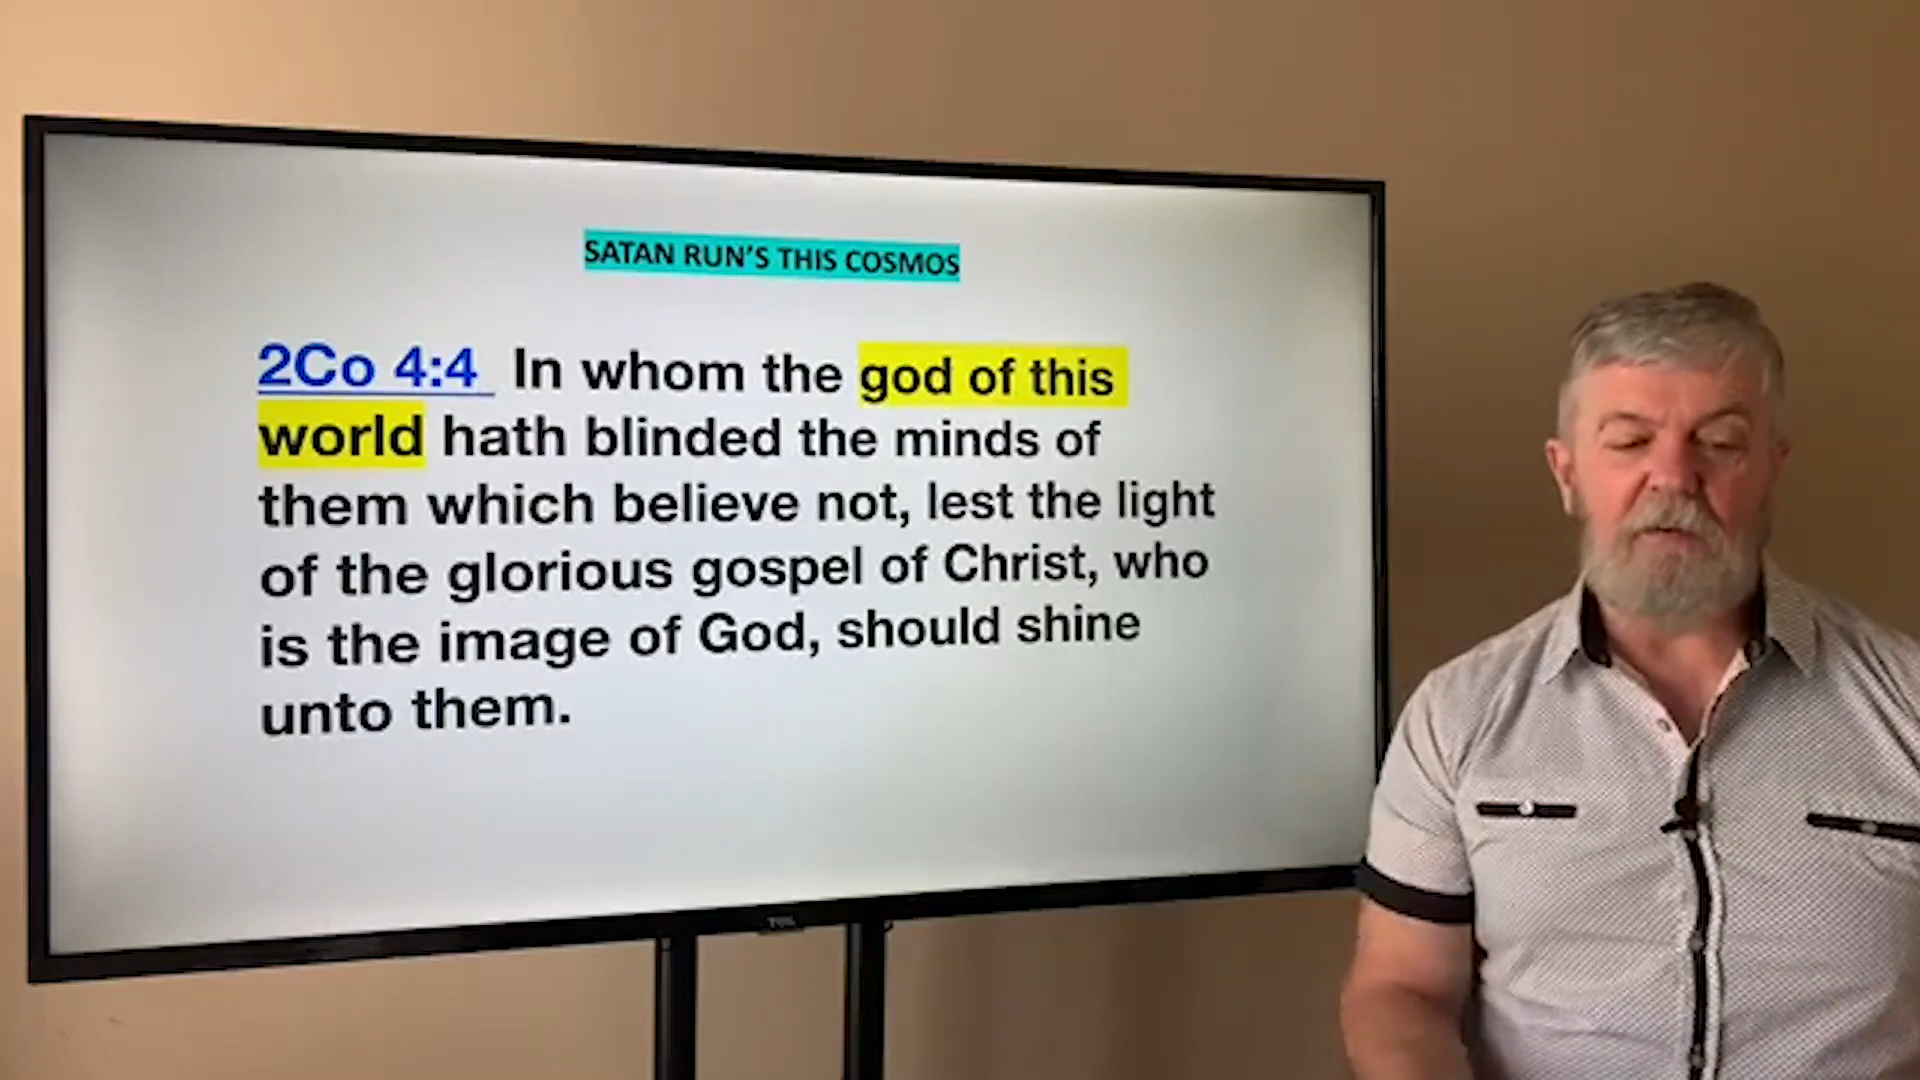 SATAN RUN'S THIS COSMOS
2Co 4:4 In whom the god of this
world hath blinded the minds of
them which believe not, lest the light
of the glorious gospel of Christ, who
is the image of God, should shine
unto them.
TCL